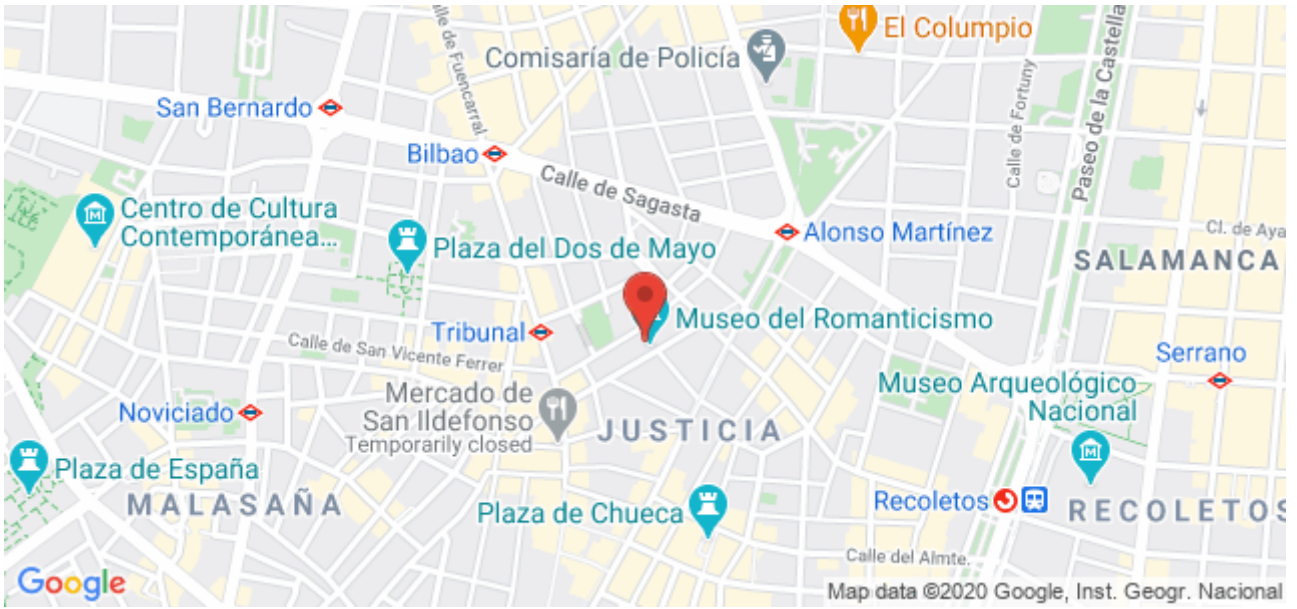 El Columpio
Comisaría de Policía
Calle de Fuencarral
Paseo de la Castella
Calle de Fortuny
San Bernardo
Bilbao
Calle de Sagasta
Centro de Cultura
Contemporánea...
Plaza del Dos de Mayo
Alonso Martínez
Cl. de Aya
SALAMANCA
Tribunal
Museo del Romanticismo
Calle de San Vicente Ferrer
Serrano
Mercado de
San Ildefonso
Temporarily closed
Museo Arqueológico
Nacional
Noviciado
JUSTICIA
Plaza de España
MALASAÑA
Plaza de Chueca
Recoletos
RECOLETOS
Calle del Almte.
Google
Map data ©2020 Google, Inst. Geogr. Nacional